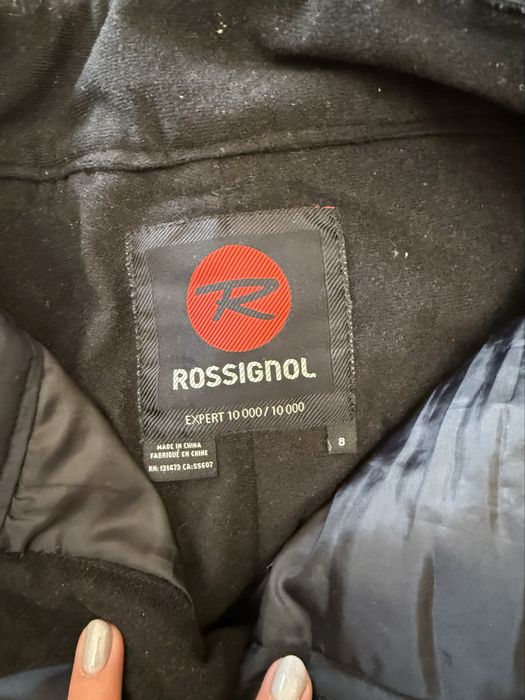 R
ROSSIGNOL
EXPERT 10 000 / 10 000
MADE IN CHINA
FABRIQUÉ EN CHINE
RN: 131473 CA:55607
8